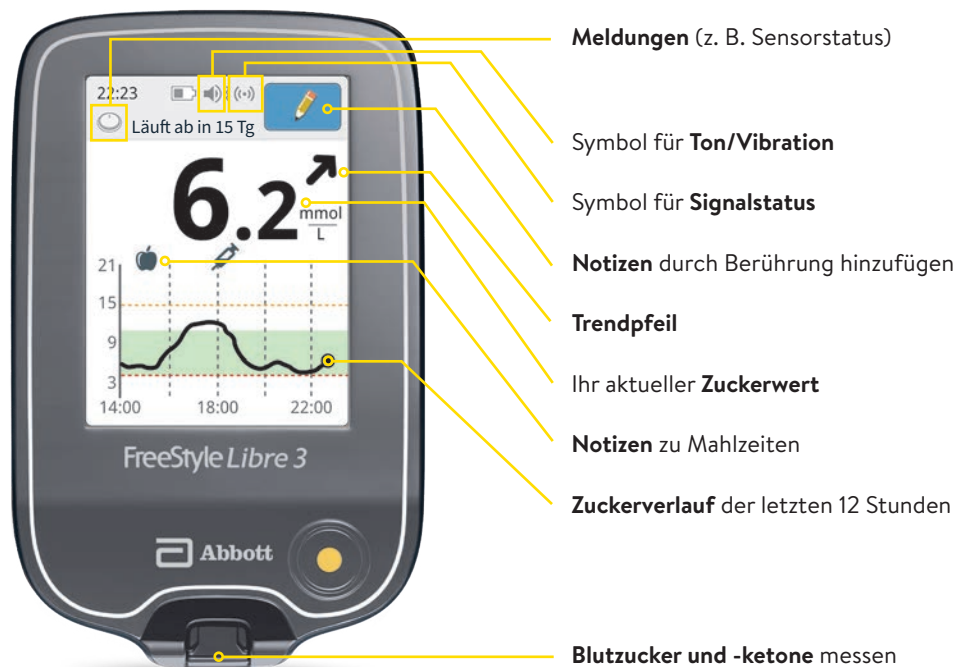 Meldungen (z. B. Sensorstatus)
22:23
Läuft ab in 15 Tg
Symbol für Ton/Vibration
6.2 mmol
L
Symbol für Signalstatus
Notizen durch Berührung hinzufügen
Trendpfeil
Ihr aktueller Zuckerwert
Notizen zu Mahlzeiten
Zuckerverlauf der letzten 12 Stunden
21
15
9
3
14:00 18:00 22:00
FreeStyle Libre 3
Abbott
Blutzucker und -ketone messen